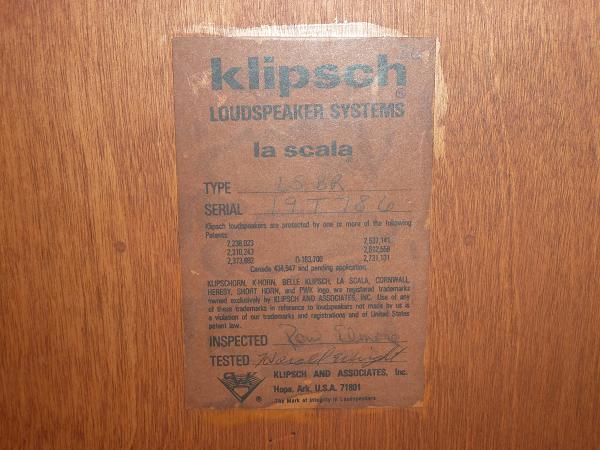 klipsch®
LOUDSPEAKER SYSTEMS
la scala
TYPE LS BR
SERIAL 19T786
Klipsch loudspeakers are protected by one or more of the following
Patents:
2,238,023 2,537,141
2,310,243 2,612,558
2,373,692 D-163,700 2,731,101
Canada 434,947 and pending application.
KLIPSCHORN, K-HORN, BELLE KLIPSCH, LA SCALA, CORNWALL
HERESY, SHORT HORN, and PWK logo, are registered trademarks
owned exclusively by KLIPSCH AND ASSOCIATES, INC. Use of any
of these trademarks in reference to loudspeakers not made by us is
a violation of our trademarks and registrations and of United States
patent law.
INSPECTED Ron Elmore
TESTED Harold Wright
KLIPSCH AND ASSOCIATES, Inc.
Hope, Ark. U.S.A. 71801
®
The Mark of Integrity in Loudspeakers